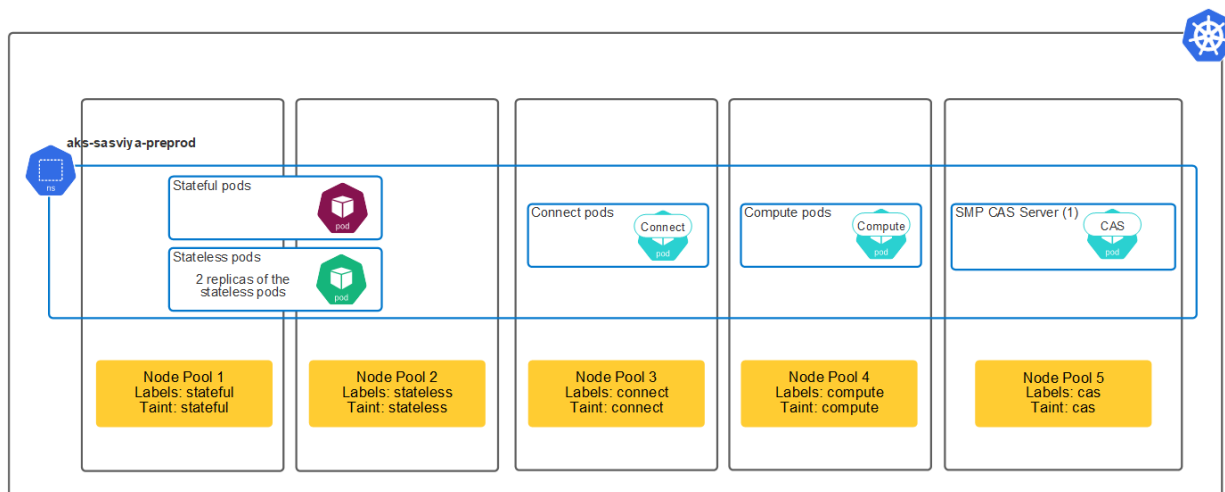 aks-sasviya-preprod
ns
Stateful pods
pod
Stateless pods
2 replicas of the
stateless pods
pod
Connect pods
Connect
pod
Compute pods
Compute
pod
SMP CAS Server (1)
CAS
pod
Node Pool 1
Labels: stateful
Taint: stateful
Node Pool 2
Labels: stateless
Taint: stateless
Node Pool 3
Labels: connect
Taint: connect
Node Pool 4
Labels: compute
Taint: compute
Node Pool 5
Labels: cas
Taint: cas